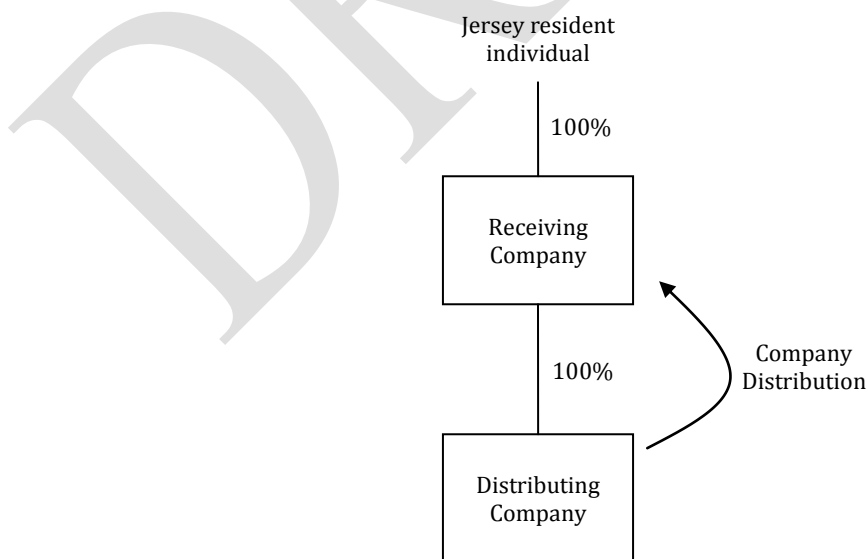 Jersey resident
individual
100%
Receiving
Company
100%
Company
Distribution
Distributing
Company